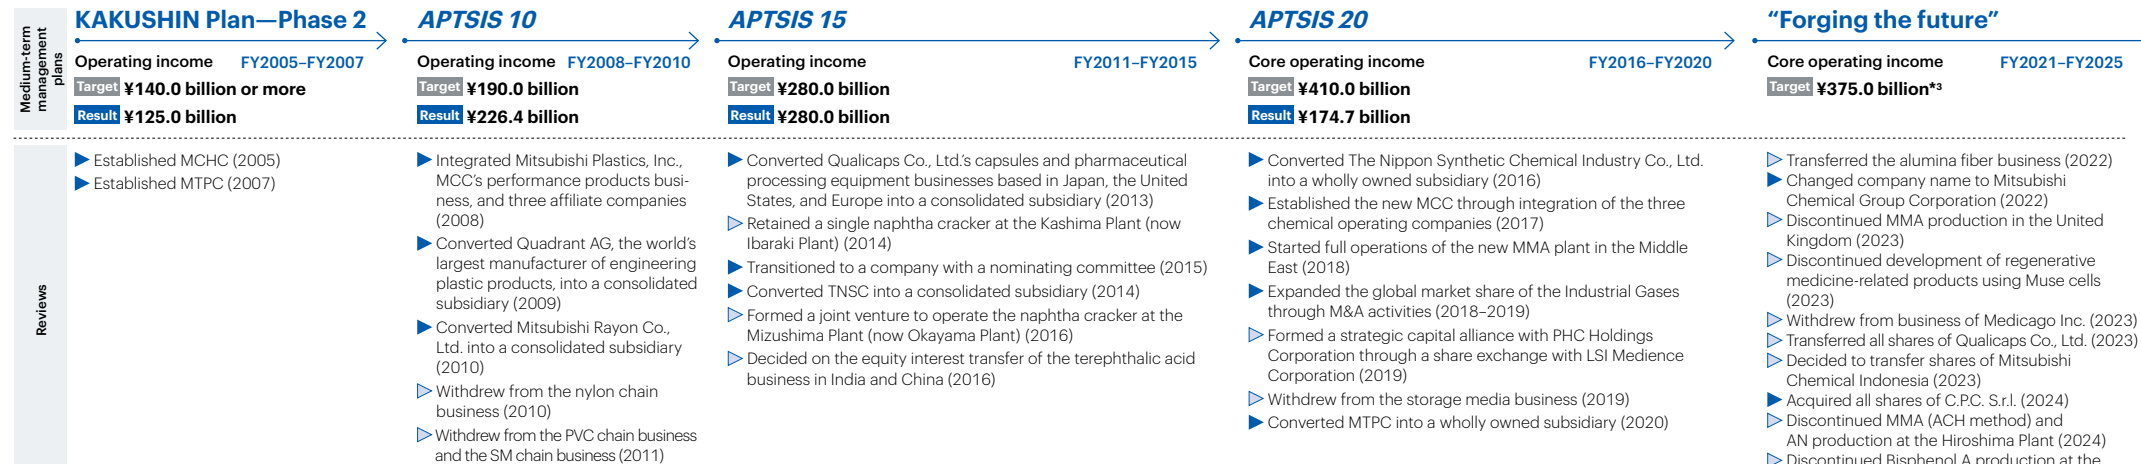 Medium-term
management
plans
KAKUSHIN Plan—Phase 2
Operating income FY2005–FY2007
Target ¥140.0 billion or more
Result ¥125.0 billion
APTSIS 10
Operating income FY2008–FY2010
Target ¥190.0 billion
Result ¥226.4 billion
APTSIS 15
Operating income FY2011–FY2015
Target ¥280.0 billion
Result ¥280.0 billion
APTSIS 20
Core operating income FY2016–FY2020
Target ¥410.0 billion
Result ¥174.7 billion
“Forging the future”
Core operating income FY2021–FY2025
Target ¥375.0 billion*3
Reviews
Established MCHC (2005)
Established MTPC (2007)
Integrated Mitsubishi Plastics, Inc.,
MCC’s performance products busi-
ness, and three affiliate companies
(2008)
Converted Quadrant AG, the world’s
largest manufacturer of engineering
plastic products, into a consolidated
subsidiary (2009)
Converted Mitsubishi Rayon Co.,
Ltd. into a consolidated subsidiary
(2010)
Withdrew from the nylon chain
business (2010)
Withdrew from the PVC chain business
and the SM chain business (2011)
Converted Qualicaps Co., Ltd.’s capsules and pharmaceutical
processing equipment businesses based in Japan, the United
States, and Europe into a consolidated subsidiary (2013)
Retained a single naphtha cracker at the Kashima Plant (now
Ibaraki Plant) (2014)
Transitioned to a company with a nominating committee (2015)
Converted TNSC into a consolidated subsidiary (2014)
Formed a joint venture to operate the naphtha cracker at the
Mizushima Plant (now Okayama Plant) (2016)
Decided on the equity interest transfer of the terephthalic acid
business in India and China (2016)
Converted The Nippon Synthetic Chemical Industry Co., Ltd.
into a wholly owned subsidiary (2016)
Established the new MCC through integration of the three
chemical operating companies (2017)
Started full operations of the new MMA plant in the Middle
East (2018)
Expanded the global market share of the Industrial Gases
through M&A activities (2018–2019)
Formed a strategic capital alliance with PHC Holdings
Corporation through a share exchange with LSI Medience
Corporation (2019)
Withdrew from the storage media business (2019)
Converted MTPC into a wholly owned subsidiary (2020)
Transferred the alumina fiber business (2022)
Changed company name to Mitsubishi
Chemical Group Corporation (2022)
Discontinued MMA production in the United
Kingdom (2023)
Discontinued development of regenerative
medicine-related products using Muse cells
(2023)
Withdrew from business of Medicago Inc. (2023)
Transferred all shares of Qualicaps Co., Ltd. (2023)
Decided to transfer shares of Mitsubishi
Chemical Indonesia (2023)
Acquired all shares of C.P.C. S.r.l. (2024)
Discontinued MMA (ACH method) and
AN production at the Hiroshima Plant (2024)
Discontinued Bisphenol A production at the